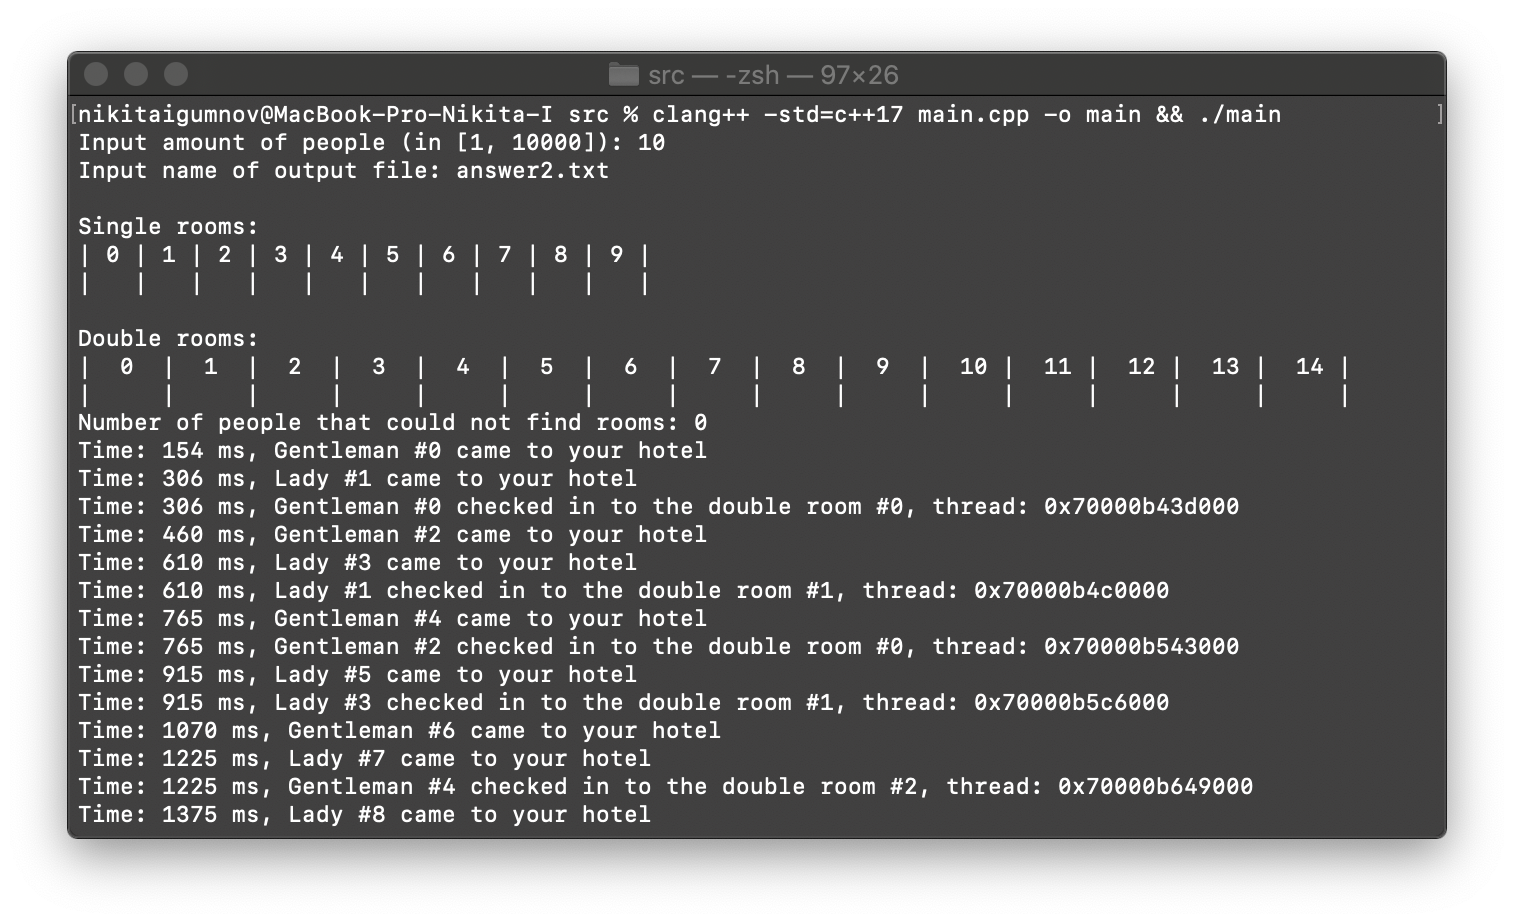 src — -zsh — 97×26
[nikitaigumnov@MacBook-Pro-Nikita-I src % clang++ -std=c++17 main.cpp -o main && ./main ]
Input amount of people (in [1, 10000]): 10
Input name of output file: answer2.txt
Single rooms:
| 0 | 1 | 2 | 3 | 4 | 5 | 6 | 7 | 8 | 9 |
|   |   |   |   |   |   |   |   |   |   |
Double rooms:
|  0  |  1  |  2  |  3  |  4  |  5  |  6  |  7  |  8  |  9  |  10 |  11 |  12 |  13 |  14 |
|     |     |     |     |     |     |     |     |     |     |     |     |     |     |     |
Number of people that could not find rooms: 0
Time: 154 ms, Gentleman #0 came to your hotel
Time: 306 ms, Lady #1 came to your hotel
Time: 306 ms, Gentleman #0 checked in to the double room #0, thread: 0x70000b43d000
Time: 460 ms, Gentleman #2 came to your hotel
Time: 610 ms, Lady #3 came to your hotel
Time: 610 ms, Lady #1 checked in to the double room #1, thread: 0x70000b4c0000
Time: 765 ms, Gentleman #4 came to your hotel
Time: 765 ms, Gentleman #2 checked in to the double room #0, thread: 0x70000b543000
Time: 915 ms, Lady #5 came to your hotel
Time: 915 ms, Lady #3 checked in to the double room #1, thread: 0x70000b5c6000
Time: 1070 ms, Gentleman #6 came to your hotel
Time: 1225 ms, Lady #7 came to your hotel
Time: 1225 ms, Gentleman #4 checked in to the double room #2, thread: 0x70000b649000
Time: 1375 ms, Lady #8 came to your hotel